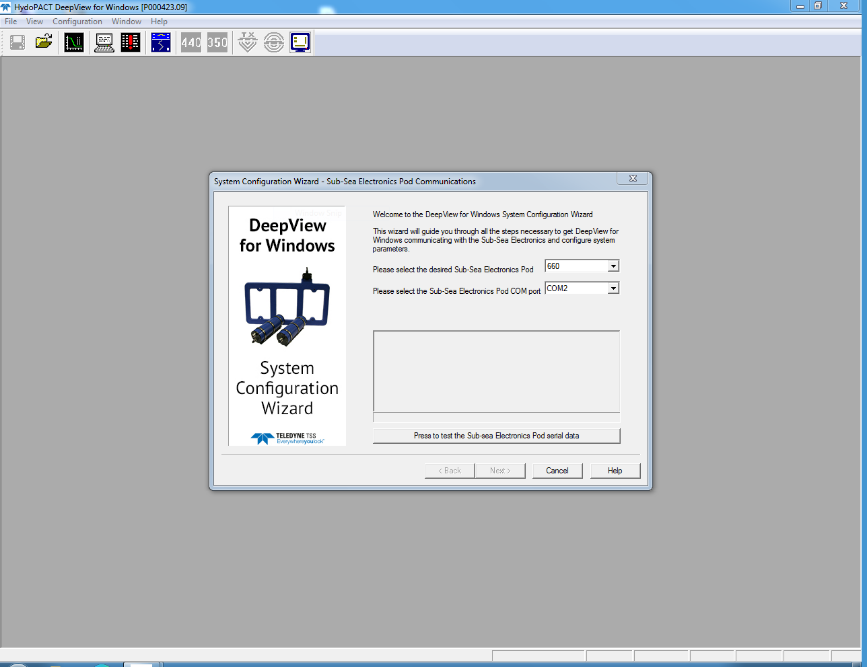 HydoPACT DeepView for Windows [P000423.09]
File View Configuration Window Help
440 350 TX
System Configuration Wizard - Sub-Sea Electronics Pod Communications
DeepView
for Windows
System
Configuration
Wizard
TELEDYNE TSS
Everywhereyoulook
Welcome to the DeepView for Windows System Configuration Wizard
This wizard will guide you through all the steps necessary to get DeepView for
Windows communicating with the Sub-Sea Electronics and configure system
parameters.
Please select the desired Sub-Sea Electronics Pod 660
Please select the Sub-Sea Electronics Pod COM port COM2
Press to test the Sub-sea Electronics Pod serial data
< Back Next > Cancel Help